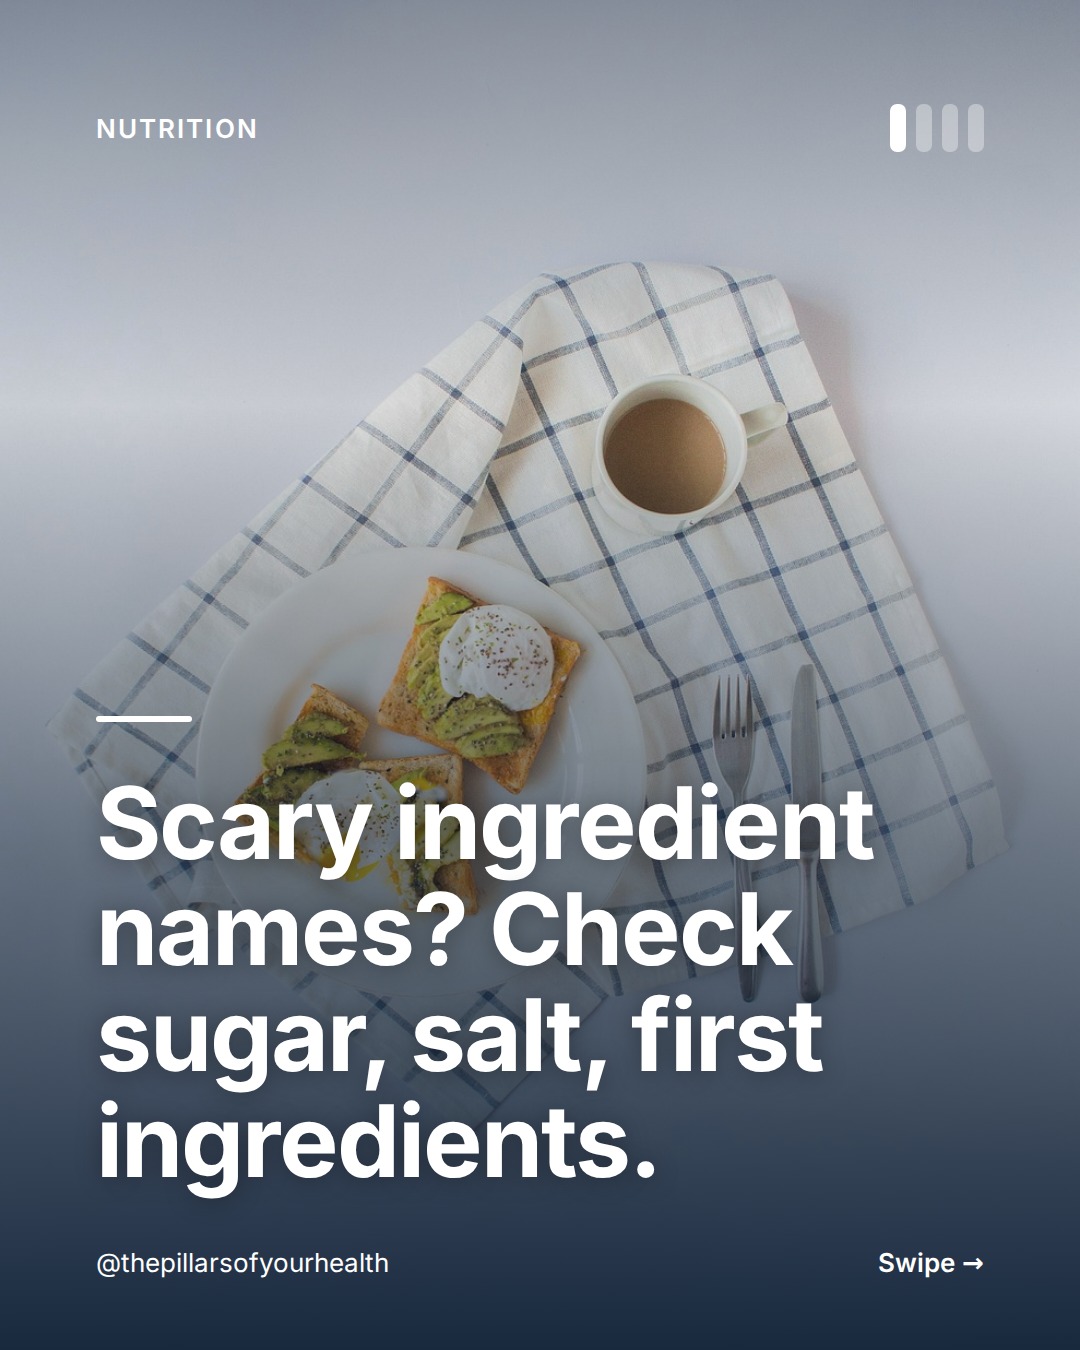 NUTRITION
Scary ingredient
names? Check
sugar, salt, first
ingredients.
@thepillarsofyourhealth
Swipe →